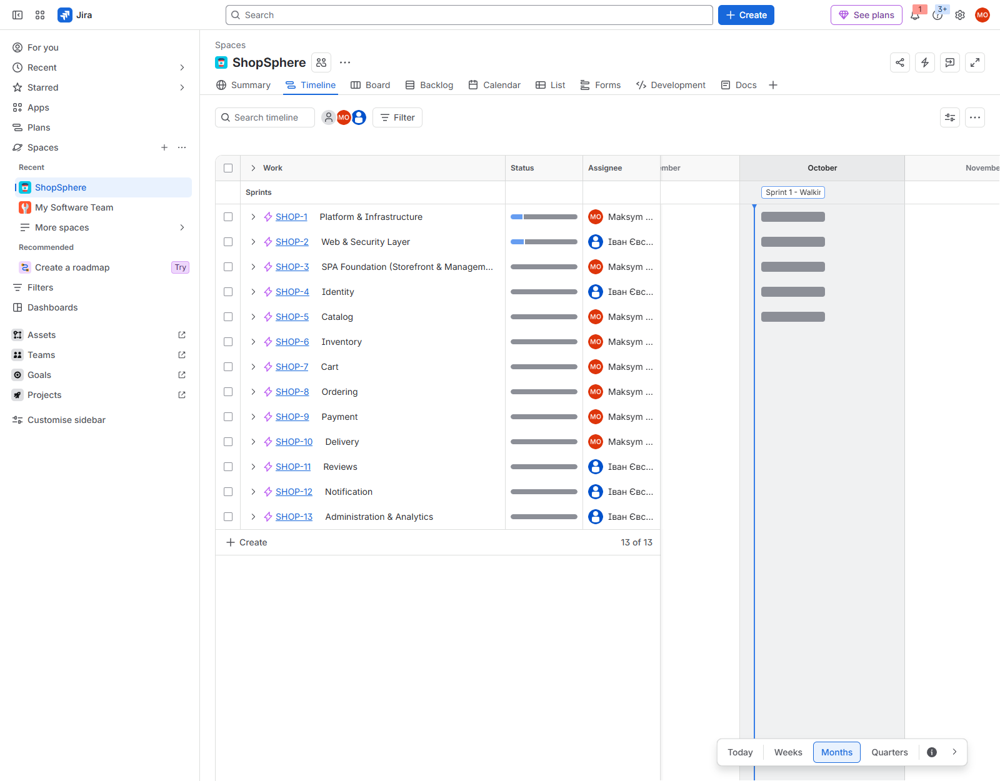 Jira
Search
Create
See plans
1
3+
MO
For you
Recent
Starred
Apps
Plans
Spaces
Recent
ShopSphere
My Software Team
More spaces
Recommended
Create a roadmap
Try
Filters
Dashboards
Assets
Teams
Goals
Projects
Customise sidebar
Spaces
ShopSphere
Summary
Timeline
Board
Backlog
Calendar
List
Forms
Development
Docs
Search timeline
MO
Filter
Work
Status
Assignee
mber
October
Novembe
Sprints
Sprint 1 - Walkin
SHOP-1 Platform & Infrastructure MO Maksym ...
SHOP-2 Web & Security Layer Іван Євс...
SHOP-3 SPA Foundation (Storefront & Managem... MO Maksym ...
SHOP-4 Identity Іван Євс...
SHOP-5 Catalog MO Maksym ...
SHOP-6 Inventory MO Maksym ...
SHOP-7 Cart MO Maksym ...
SHOP-8 Ordering MO Maksym ...
SHOP-9 Payment MO Maksym ...
SHOP-10 Delivery MO Maksym ...
SHOP-11 Reviews Іван Євс...
SHOP-12 Notification Іван Євс...
SHOP-13 Administration & Analytics Іван Євс...
Create
13 of 13
Today
Weeks
Months
Quarters